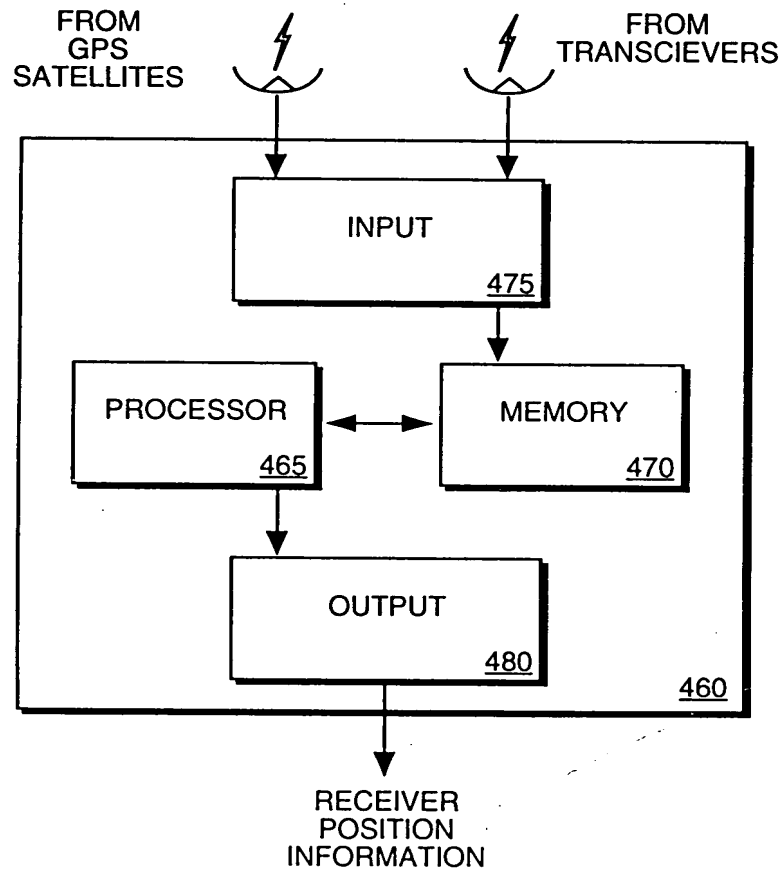 FROM
GPS
SATELLITES
FROM
TRANSCIEVERS
INPUT
475
PROCESSOR
465
MEMORY
470
OUTPUT
480
460
RECEIVER
POSITION
INFORMATION